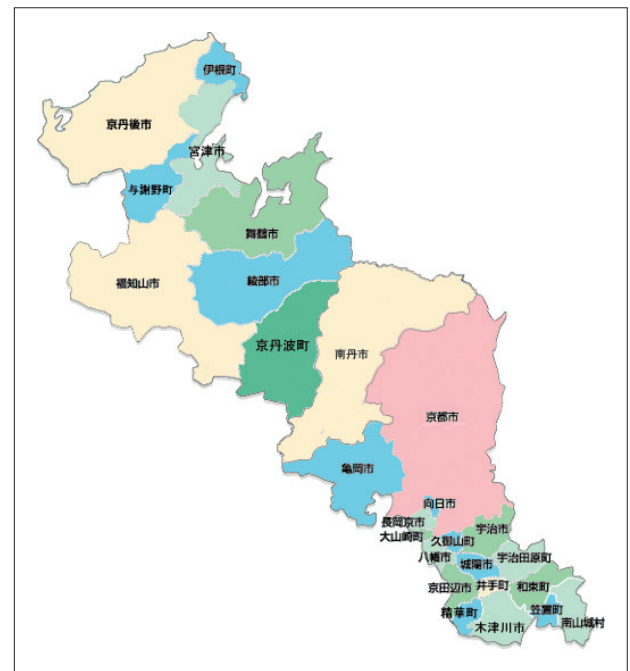 伊根町
京丹後市
宮津市
与謝野町
舞鶴市
綾部市
福知山市
京丹波町
南丹市
京都市
亀岡市
向日市
長岡京市
宇治市
大山崎町
久御山町
八幡市
宇治田原町
城陽市
京田辺市
井手町
和束町
精華町
笠置町
木津川市
南山城村